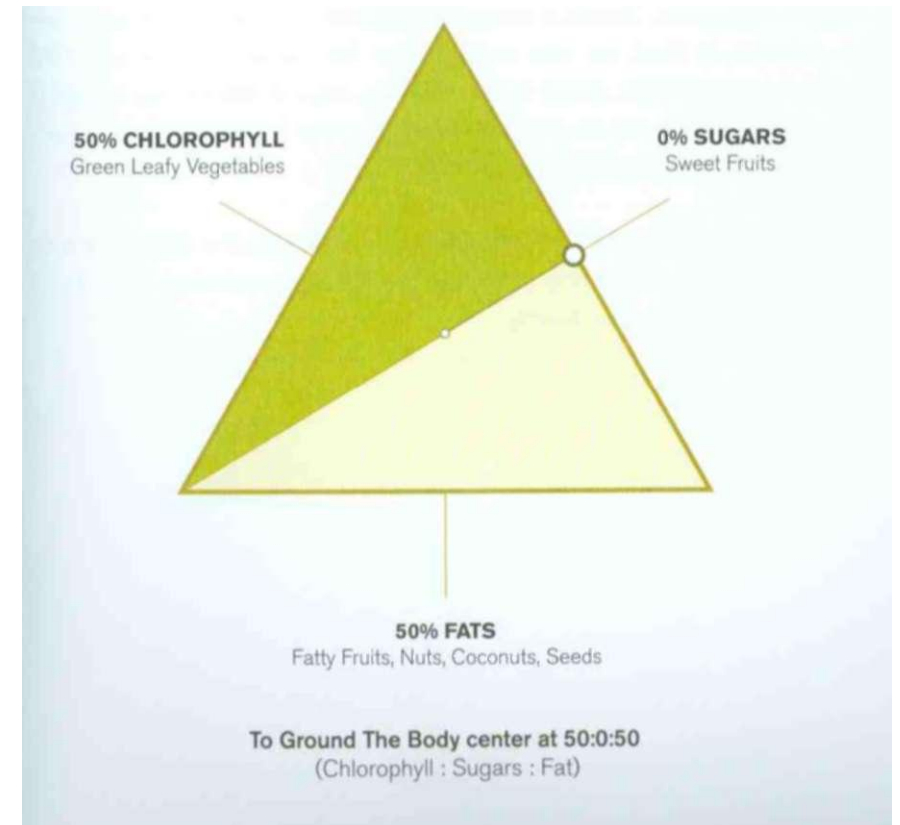 50% CHLOROPHYLL
Green Leafy Vegetables
0% SUGARS
Sweet Fruits
50% FATS
Fatty Fruits, Nuts, Coconuts, Seeds
To Ground The Body center at 50:0:50
(Chlorophyll : Sugars : Fat)